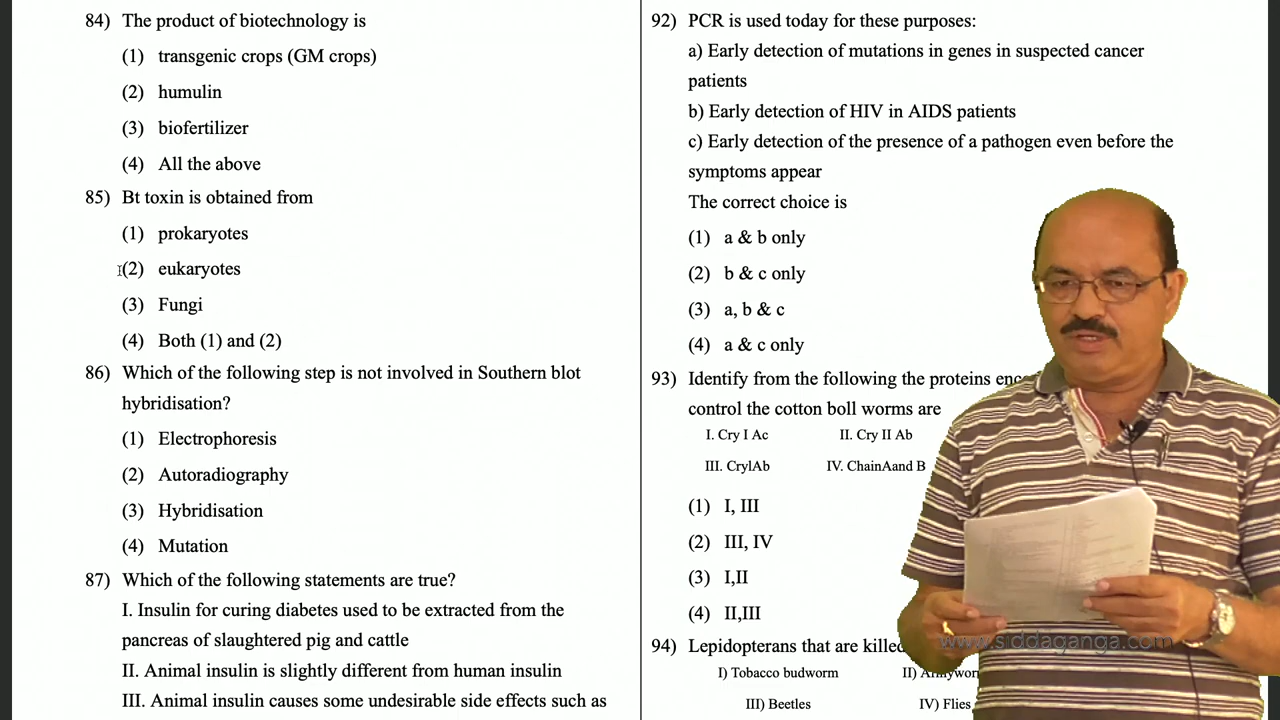 84) The product of biotechnology is
(1) transgenic crops (GM crops)
(2) humulin
(3) biofertilizer
(4) All the above
85) Bt toxin is obtained from
(1) prokaryotes
(2) eukaryotes
(3) Fungi
(4) Both (1) and (2)
86) Which of the following step is not involved in Southern blot
hybridisation?
(1) Electrophoresis
(2) Autoradiography
(3) Hybridisation
(4) Mutation
87) Which of the following statements are true?
I. Insulin for curing diabetes used to be extracted from the
pancreas of slaughtered pig and cattle
II. Animal insulin is slightly different from human insulin
III. Animal insulin causes some undesirable side effects such as
92) PCR is used today for these purposes:
a) Early detection of mutations in genes in suspected cancer
patients
b) Early detection of HIV in AIDS patients
c) Early detection of the presence of a pathogen even before the
symptoms appear
The correct choice is
(1) a & b only
(2) b & c only
(3) a, b & c
(4) a & c only
93) Identify from the following the proteins
control the cotton boll worms are
I. Cry I Ac II. Cry II Ab
III. CrylAb IV. ChainAand B
(1) I, III
(2) III, IV
(3) I,II
(4) II,III
94) Lepidopterans that are killed
I) Tobacco budworm II)
III) Beetles IV) Flies
www.siddaganga.com